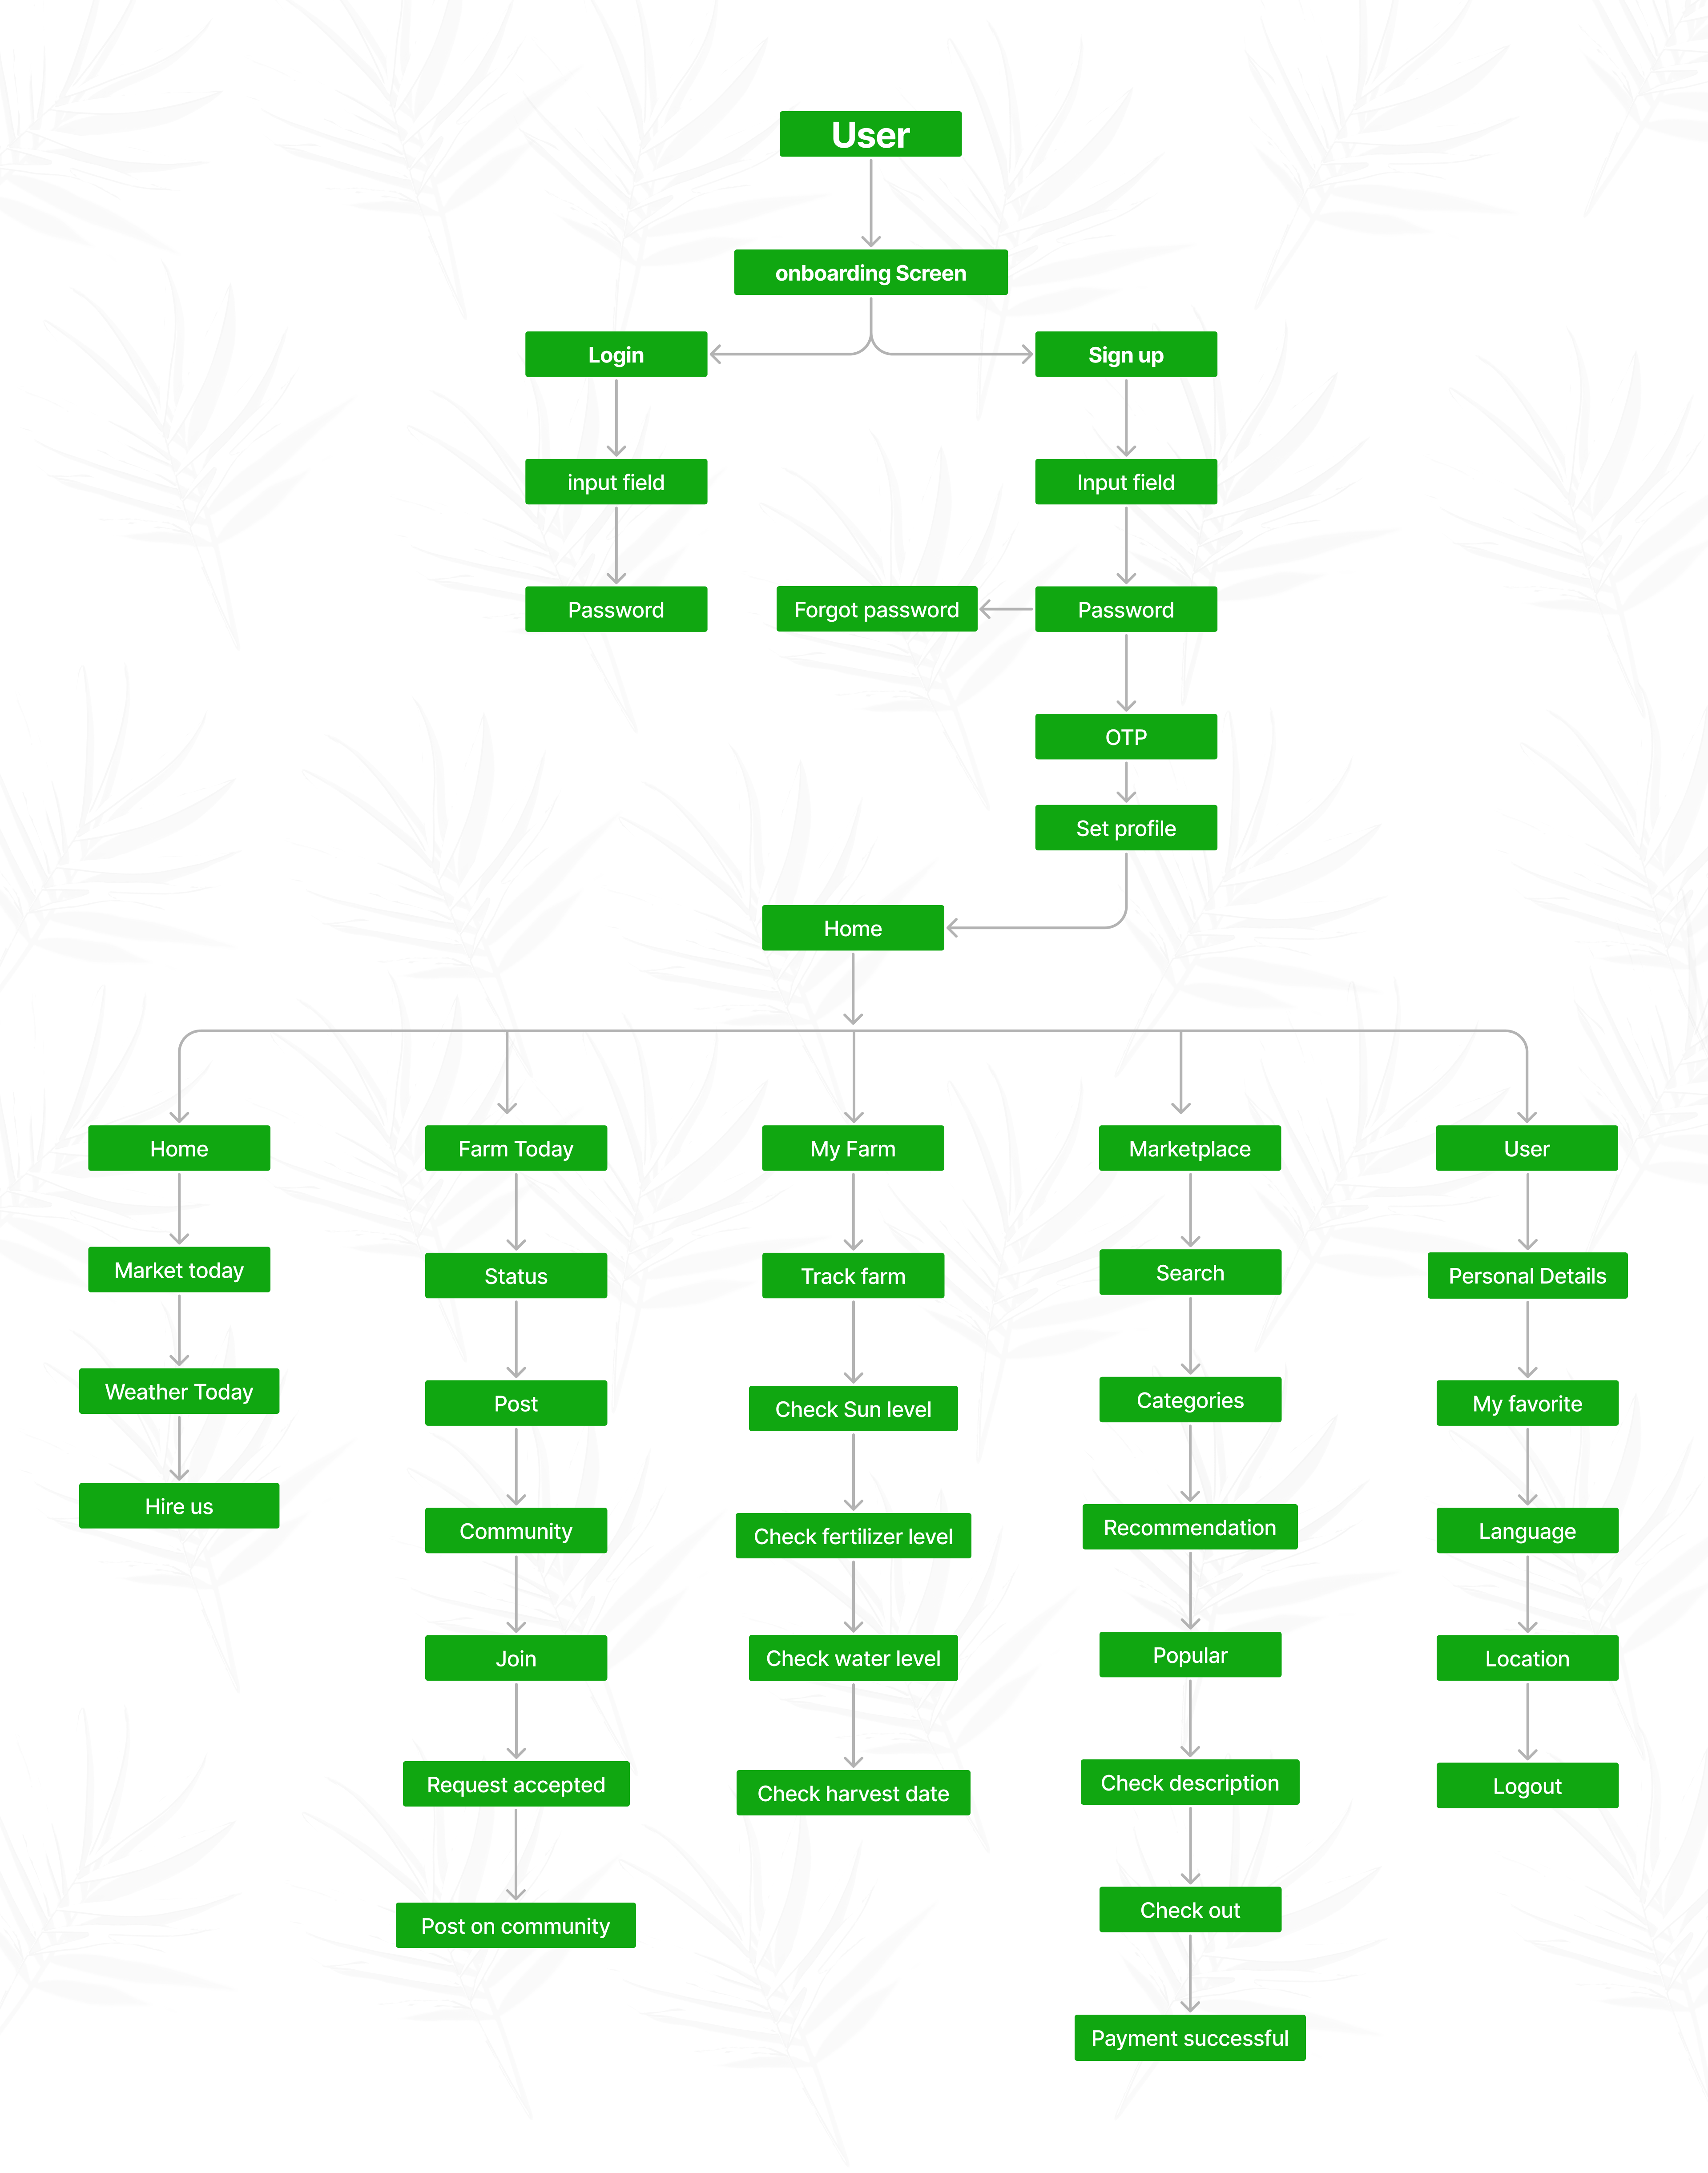 User
onboarding Screen
Login
Sign up
input field
Input field
Password
Forgot password
Password
OTP
Set profile
Home
Home
Farm Today
My Farm
Marketplace
User
Market today
Status
Track farm
Search
Personal Details
Weather Today
Post
Check Sun level
Categories
My favorite
Hire us
Community
Check fertilizer level
Recommendation
Language
Join
Check water level
Popular
Location
Request accepted
Check harvest date
Check description
Logout
Post on community
Check out
Payment successful